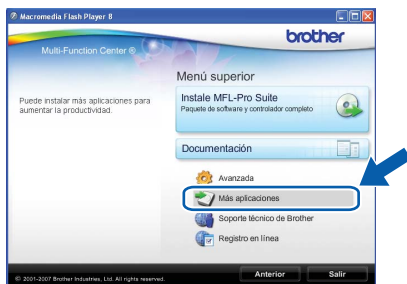 Macromedia Flash Player 8
brother
Multi-Function Center ®
Menú superior
Puede instalar más aplicaciones para
aumentar la productividad.
Instale MFL-Pro Suite
Paquete de software y controlador completo
Documentación
Avanzada
Más aplicaciones
Soporte técnico de Brother
Registro en línea
© 2001-2007 Brother Industries, Ltd. All rights reserved.
Anterior
Salir